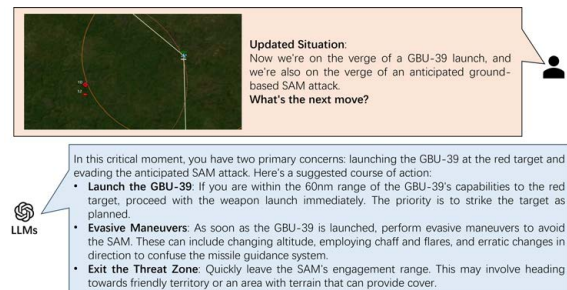 Updated Situation:
Now we're on the verge of a GBU-39 launch, and
we're also on the verge of an anticipated ground-
based SAM attack.
What's the next move?
In this critical moment, you have two primary concerns: launching the GBU-39 at the red target and
evading the anticipated SAM attack. Here's a suggested course of action:
• Launch the GBU-39: If you are within the 60nm range of the GBU-39's capabilities to the red
target, proceed with the weapon launch immediately. The priority is to strike the target as
planned.
• Evasive Maneuvers: As soon as the GBU-39 is launched, perform evasive maneuvers to avoid
the SAM. These can include changing altitude, employing chaff and flares, and erratic changes in
direction to confuse the missile guidance system.
• Exit the Threat Zone: Quickly leave the SAM's engagement range. This may involve heading
towards friendly territory or an area with terrain that can provide cover.
LLMs